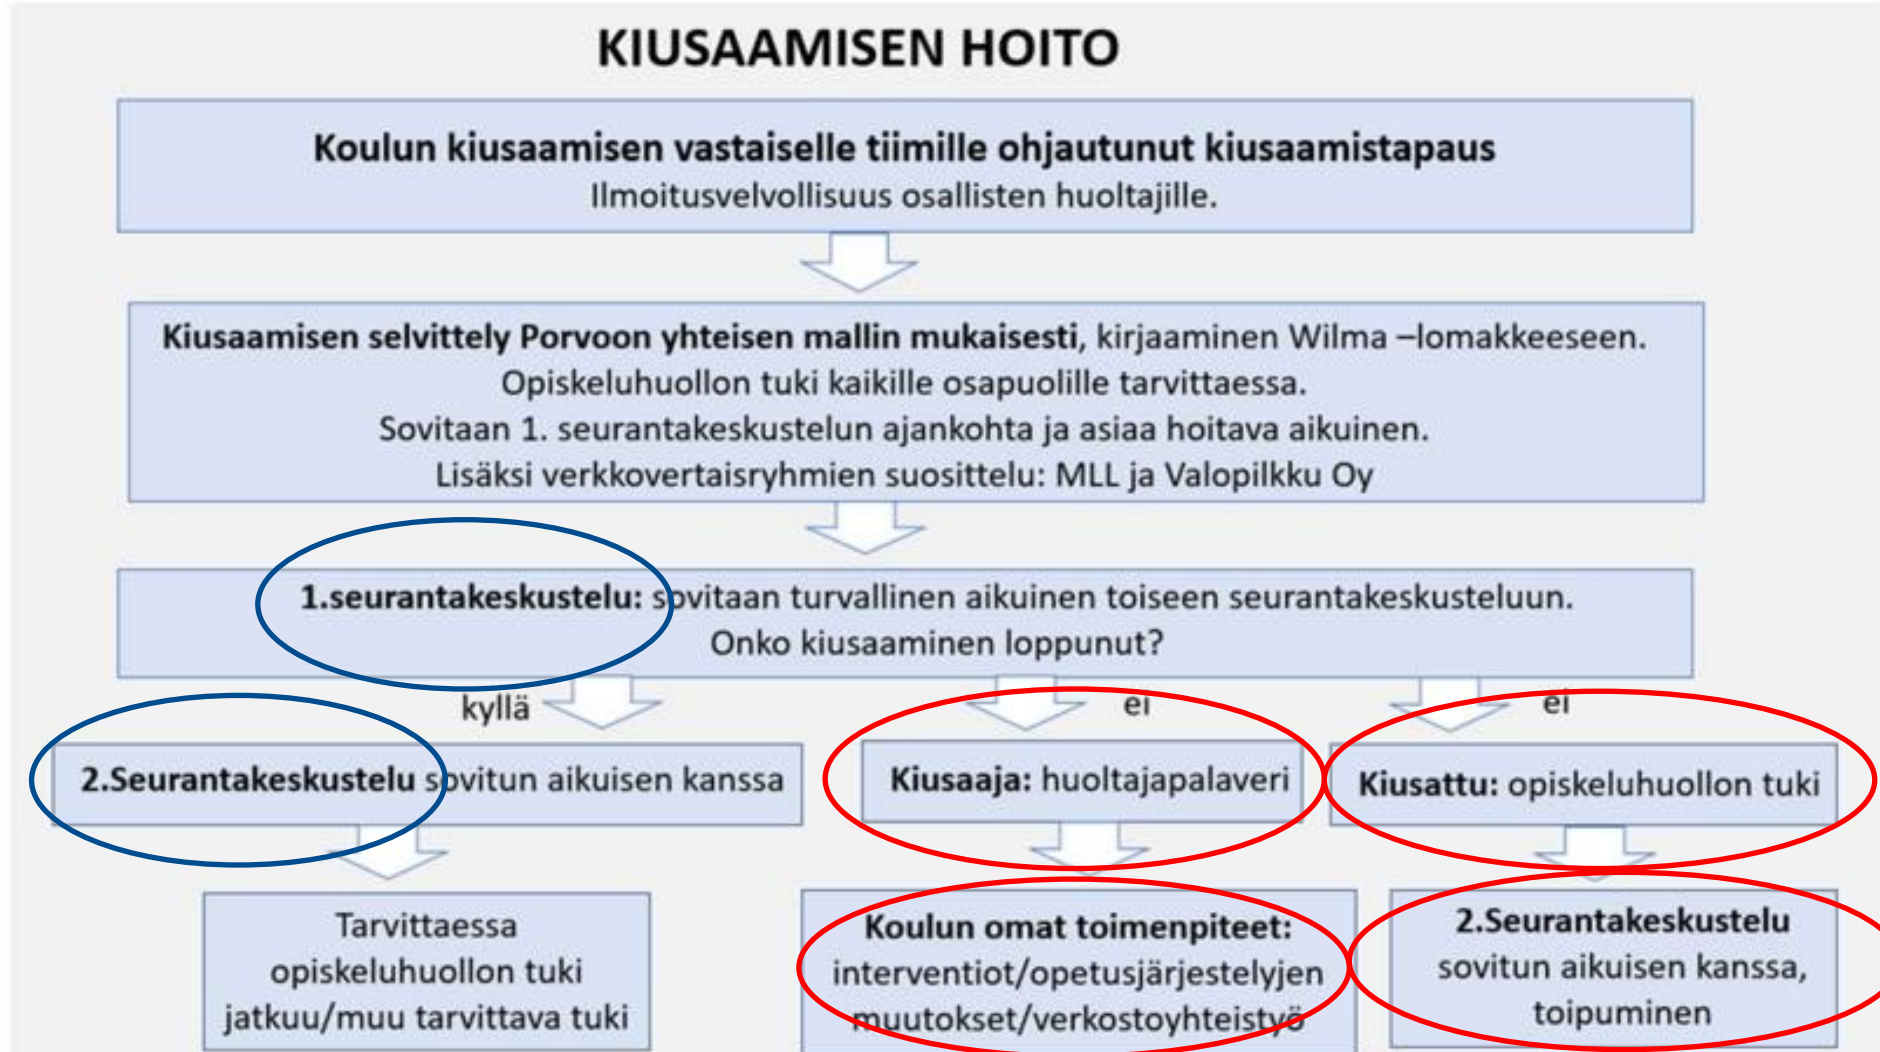 KIUSAAMISEN HOITO
Koulun kiusaamisen vastaiselle tiimille ohjautunut kiusaamistapaus
Ilmoitusvelvollisuus osallisten huoltajille.
Kiusaamisen selvittely Porvoon yhteisen mallin mukaisesti, kirjaaminen Wilma –lomakkeeseen.
Opiskeluhuollon tuki kaikille osapuolille tarvittaessa.
Sovitaan 1. seurantakeskustelun ajankohta ja asiaa hoitava aikuinen.
Lisäksi verkkovertaisryhmien suosittelu: MLL ja Valopilkku Oy
1.seurantakeskustelu: sovitaan turvallinen aikuinen toiseen seurantakeskusteluun.
Onko kiusaaminen loppunut?
kyllä
ei
ei
2.Seurantakeskustelu sovitun aikuisen kanssa
Kiusaaja: huoltajapalaveri
Kiusattu: opiskeluhuollon tuki
Tarvittaessa
opiskeluhuollon tuki
jatkuu/muu tarvittava tuki
Koulun omat toimenpiteet:
interventiot/opetusjärjestelyjen
muutokset/verkostoyhteistyö
2.Seurantakeskustelu
sovitun aikuisen kanssa,
toipuminen